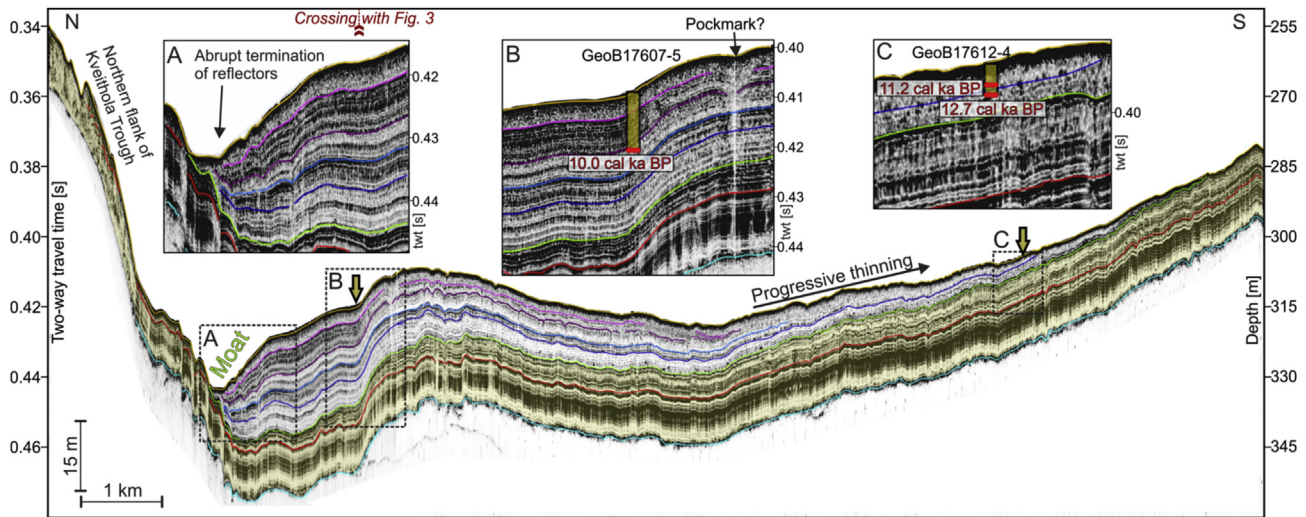 N
Crossing with Fig. 3
S
0.34
0.36
0.38
0.40
0.42
0.44
0.46
Two-way travel time [s]
Northern flank of
Kveithola Trough
A
Abrupt termination
of reflectors
0.42
0.43
0.44
twt [s]
B
GeoB17607-5
Pockmark?
10.0 cal ka BP
0.40
0.41
0.42
0.43
0.44
twt [s]
C
GeoB17612-4
11.2 cal ka BP
12.7 cal ka BP
0.40
twt [s]
A
Moat
B
Progressive thinning
C
15 m
1 km
255
270
285
300
315
330
345
Depth [m]